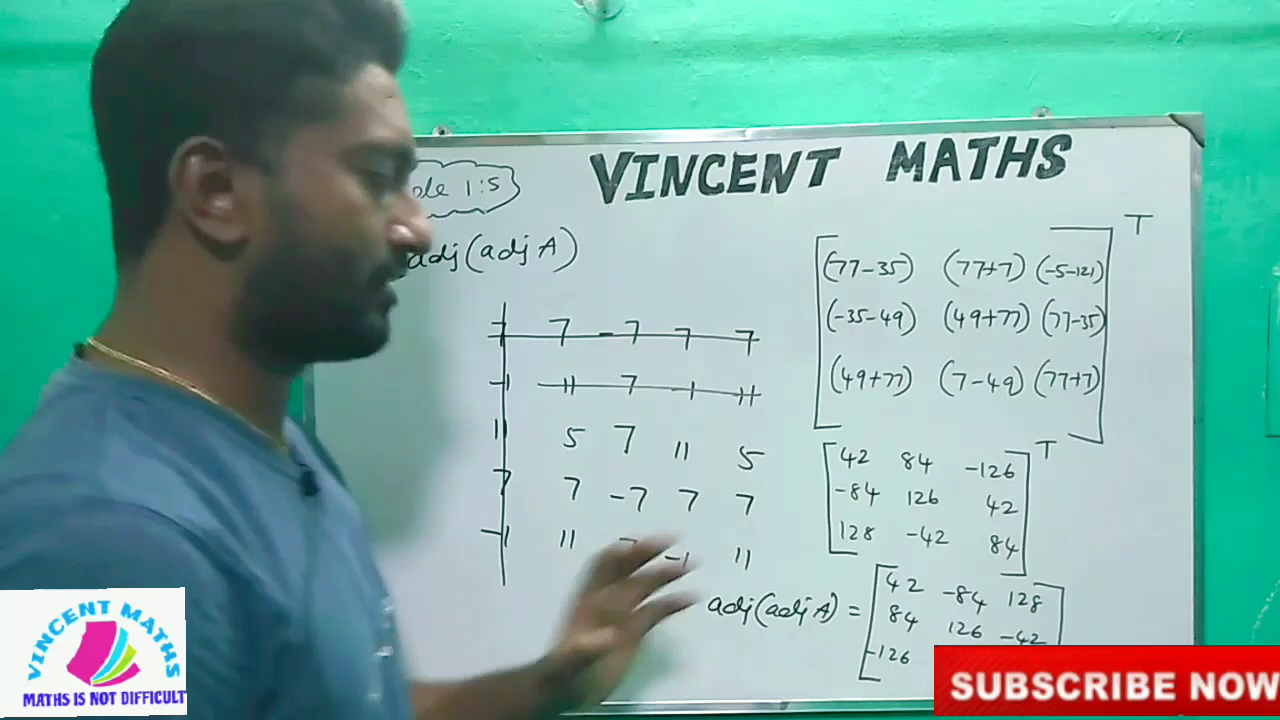 VINCENT MATHS
1:5
adj(adj A)
7 7 -7 7 7
-1 11 7 -1 11
11 5 7 11 5
7 7 -7 7 7
-1 11 -1 11
T
(77-35) (77+7) (-5-121)
(-35-49) (49+77) (77-35)
(49+77) (7-49) (77+7)
T
42 84 -126
-84 126 42
128 -42 84
adj(adj A) = 42 -84 128
84 126 -42
-126
VINCENT MATHS
MATHS IS NOT DIFFICULT
SUBSCRIBE NOW